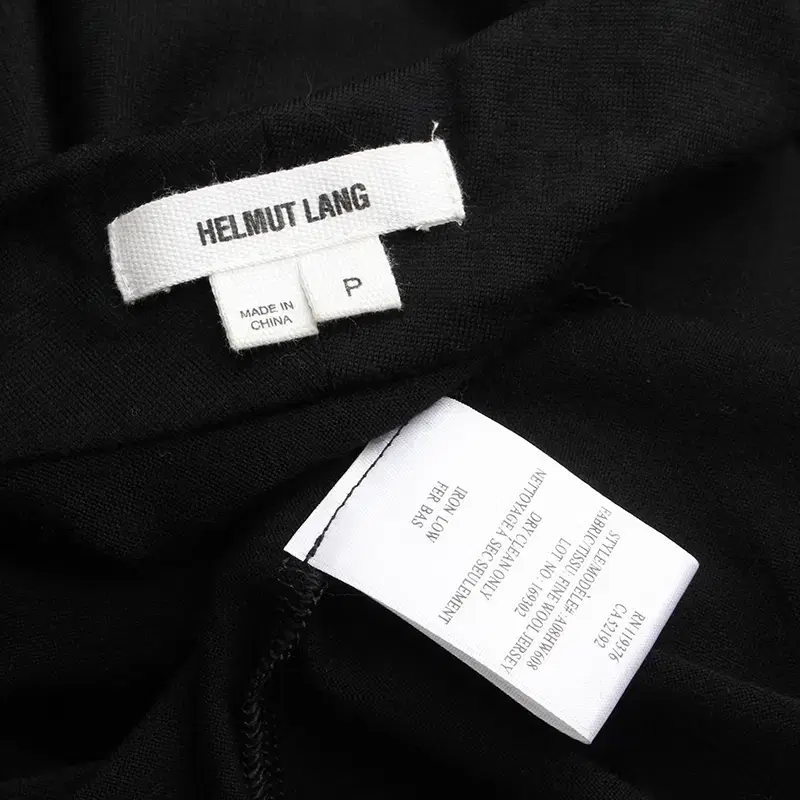 HELMUT LANG
MADE IN
CHINA
P
RN 119376
CA 52192
STYLE/MODÈLE#: A08HW608
FABRIC/TISSU: FINE WOOL JERSEY
LOT NO: 169302
DRY CLEAN ONLY
NETTOYAGE A SEC SEULEMENT
IRON LOW
FER BAS